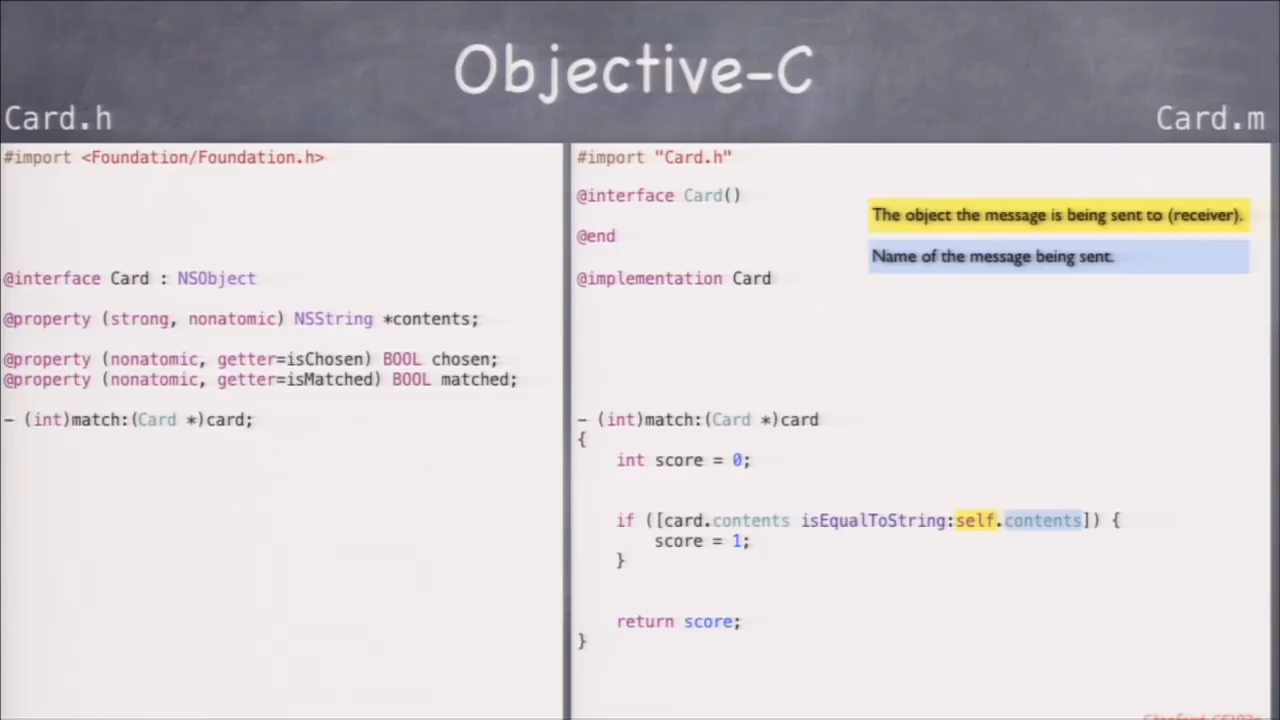 Objective-C
Card.h
Card.m
#import <Foundation/Foundation.h>
@interface Card : NSObject
@property (strong, nonatomic) NSString *contents;
@property (nonatomic, getter=isChosen) BOOL chosen;
@property (nonatomic, getter=isMatched) BOOL matched;
- (int)match:(Card *)card;
#import "Card.h"
@interface Card()
@end
@implementation Card
The object the message is being sent to (receiver).
Name of the message being sent.
- (int)match:(Card *)card
{
int score = 0;
if ([card.contents isEqualToString:self.contents]) {
score = 1;
}
return score;
}